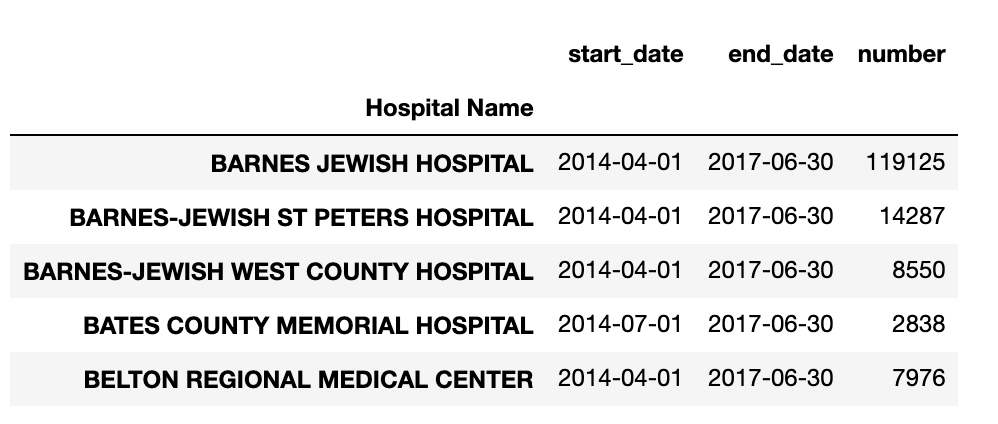 start_date end_date number
Hospital Name
BARNES JEWISH HOSPITAL 2014-04-01 2017-06-30 119125
BARNES-JEWISH ST PETERS HOSPITAL 2014-04-01 2017-06-30 14287
BARNES-JEWISH WEST COUNTY HOSPITAL 2014-04-01 2017-06-30 8550
BATES COUNTY MEMORIAL HOSPITAL 2014-07-01 2017-06-30 2838
BELTON REGIONAL MEDICAL CENTER 2014-04-01 2017-06-30 7976